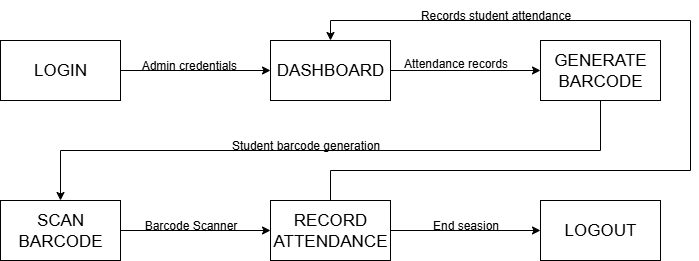 Records student attendance
LOGIN
Admin credentials
DASHBOARD
Attendance records
GENERATE
BARCODE
Student barcode generation
SCAN
BARCODE
Barcode Scanner
RECORD
ATTENDANCE
End seasion
LOGOUT